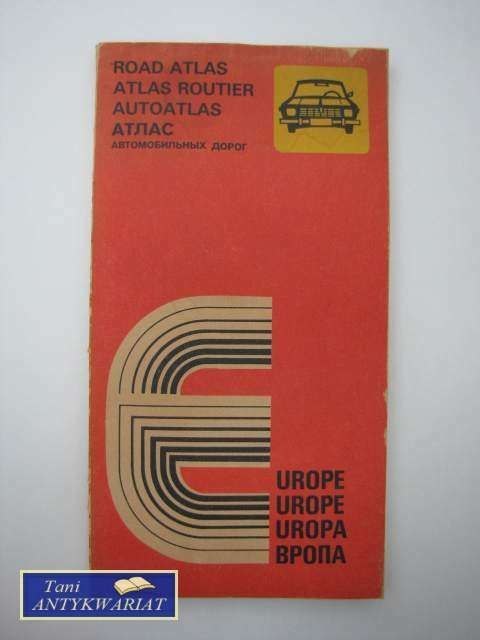 ROAD ATLAS
ATLAS ROUTIER
AUTOATLAS
АТЛАС
АВТОМОБИЛЬНЫХ ДОРОГ
E
UROPE
UROPE
UROPA
ВРОПА
Tani
ANTYKWARIAT